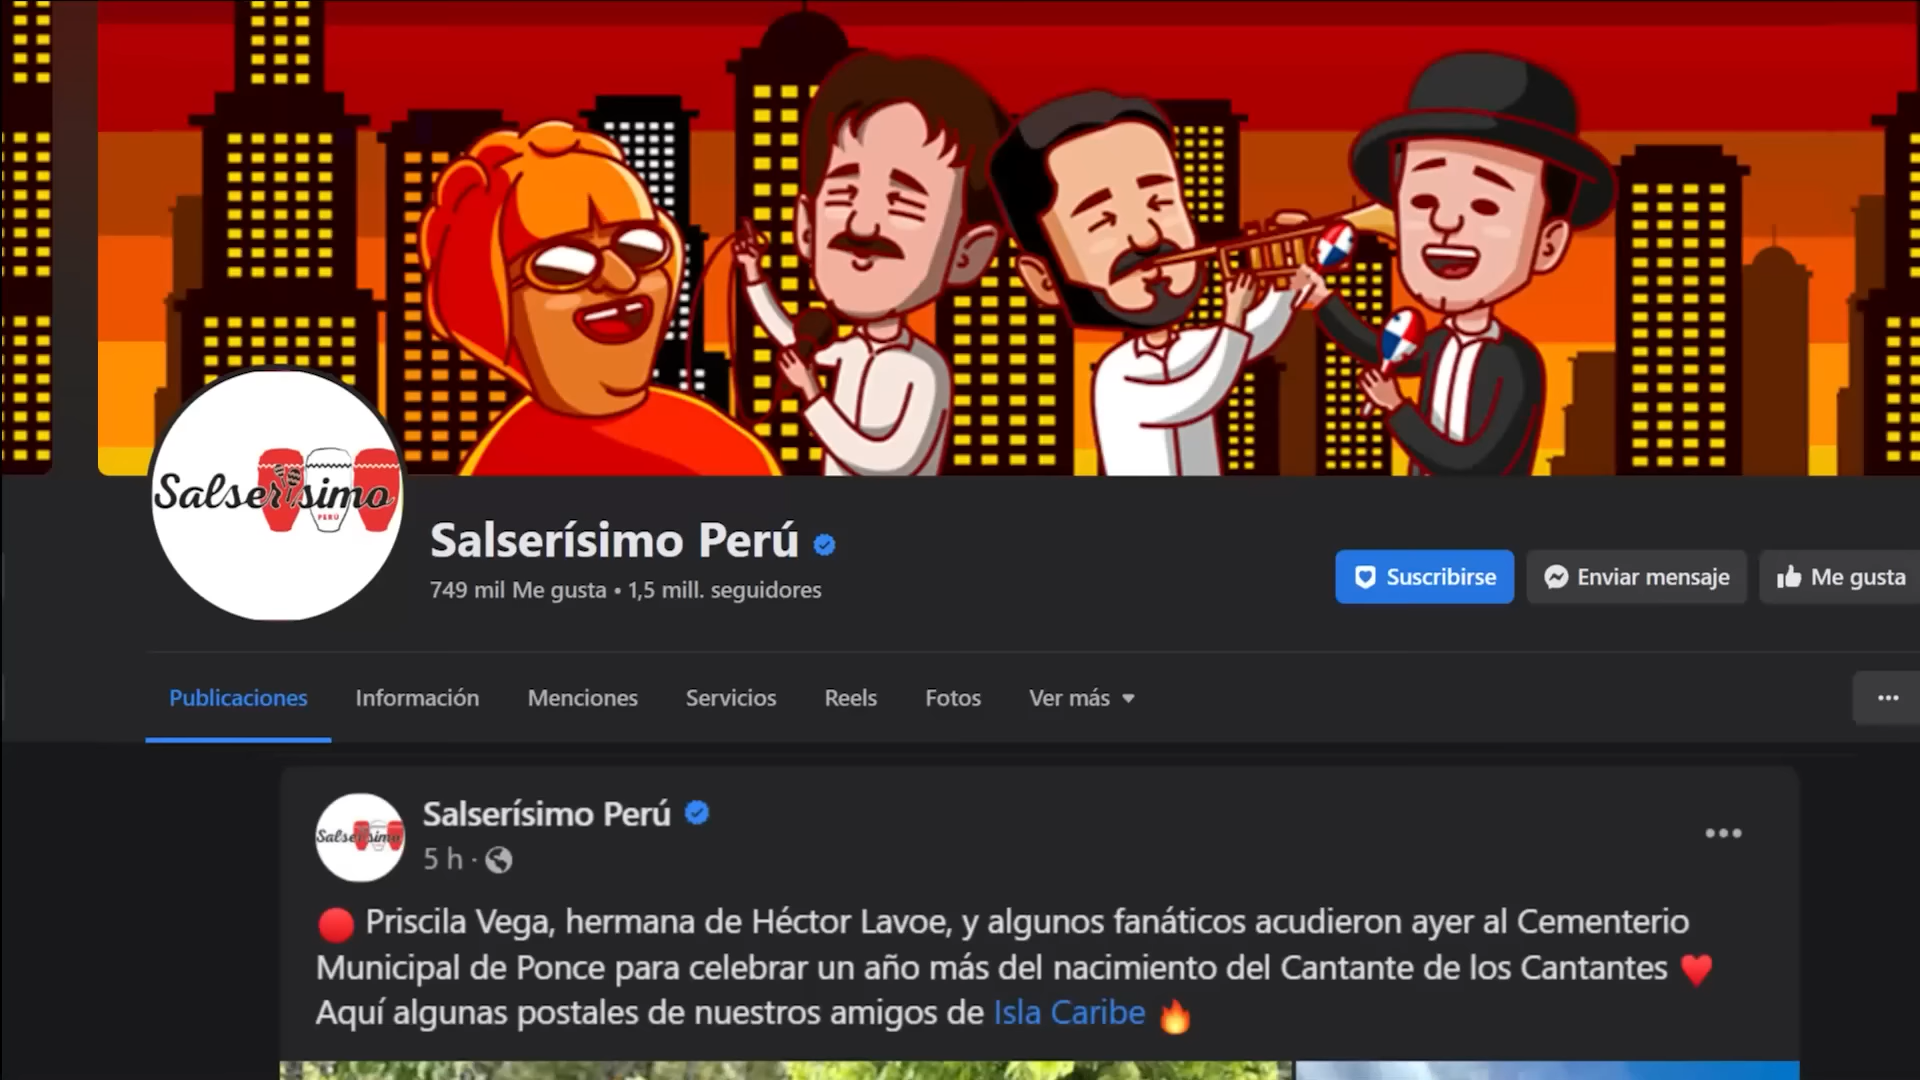 Salserísimo
PERÚ
Salserísimo Perú
749 mil Me gusta • 1,5 mill. seguidores
Suscribirse
Enviar mensaje
Me gusta
Publicaciones
Información
Menciones
Servicios
Reels
Fotos
Ver más
Salserísimo
Salserísimo Perú
5 h ·
🔴 Priscila Vega, hermana de Héctor Lavoe, y algunos fanáticos acudieron ayer al Cementerio
Municipal de Ponce para celebrar un año más del nacimiento del Cantante de los Cantantes ♥️
Aquí algunas postales de nuestros amigos de Isla Caribe 🔥